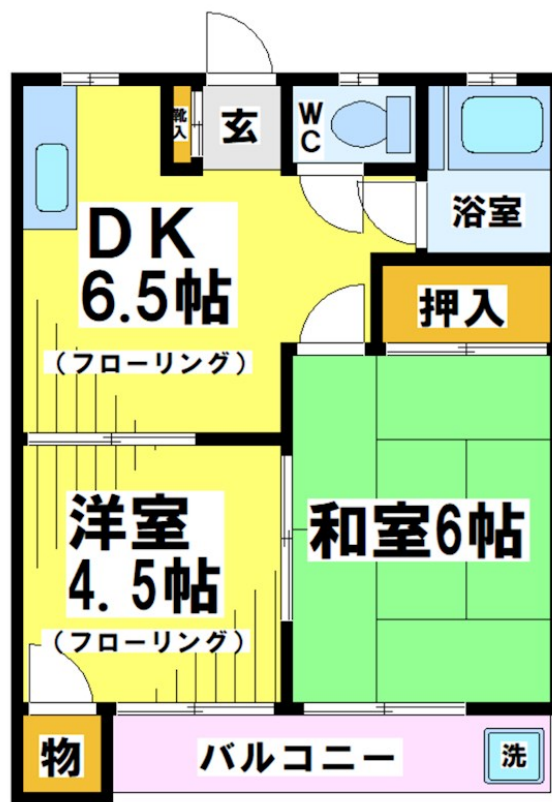 靴入
玄
WC
浴室
DK
6.5帖
(フローリング)
押入
洋室
4.5帖
(フローリング)
和室6帖
物
バルコニー
洗